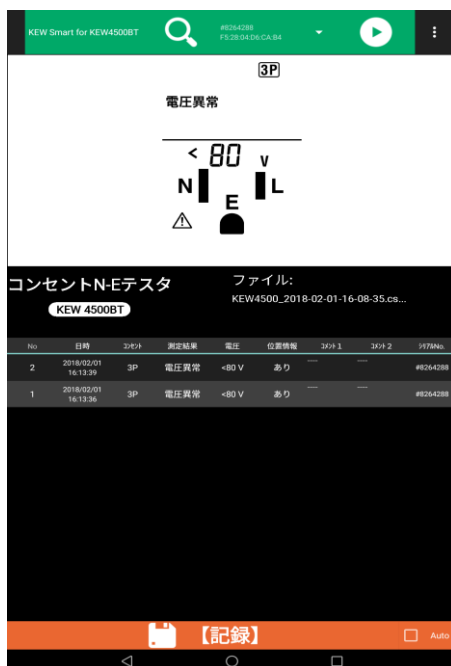 KEW Smart for KEW4500BT
#8264288
F5:28:04:D6:CA:B4
3P
電圧異常
< 80 V
N
E
L
コンセントN-Eテスタ
KEW 4500BT
ファイル:
KEW4500_2018-02-01-16-08-35.cs...
No 日時 ｺﾝｾﾝﾄ 測定結果 電圧 位置情報 ｺﾒﾝﾄ1 ｺﾒﾝﾄ2 ｼﾘｱﾙNo.
2 2018/02/01 16:13:39 3P 電圧異常 <80 V あり — — #8264288
1 2018/02/01 16:13:36 3P 電圧異常 <80 V あり — — #8264288
【記録】
Auto